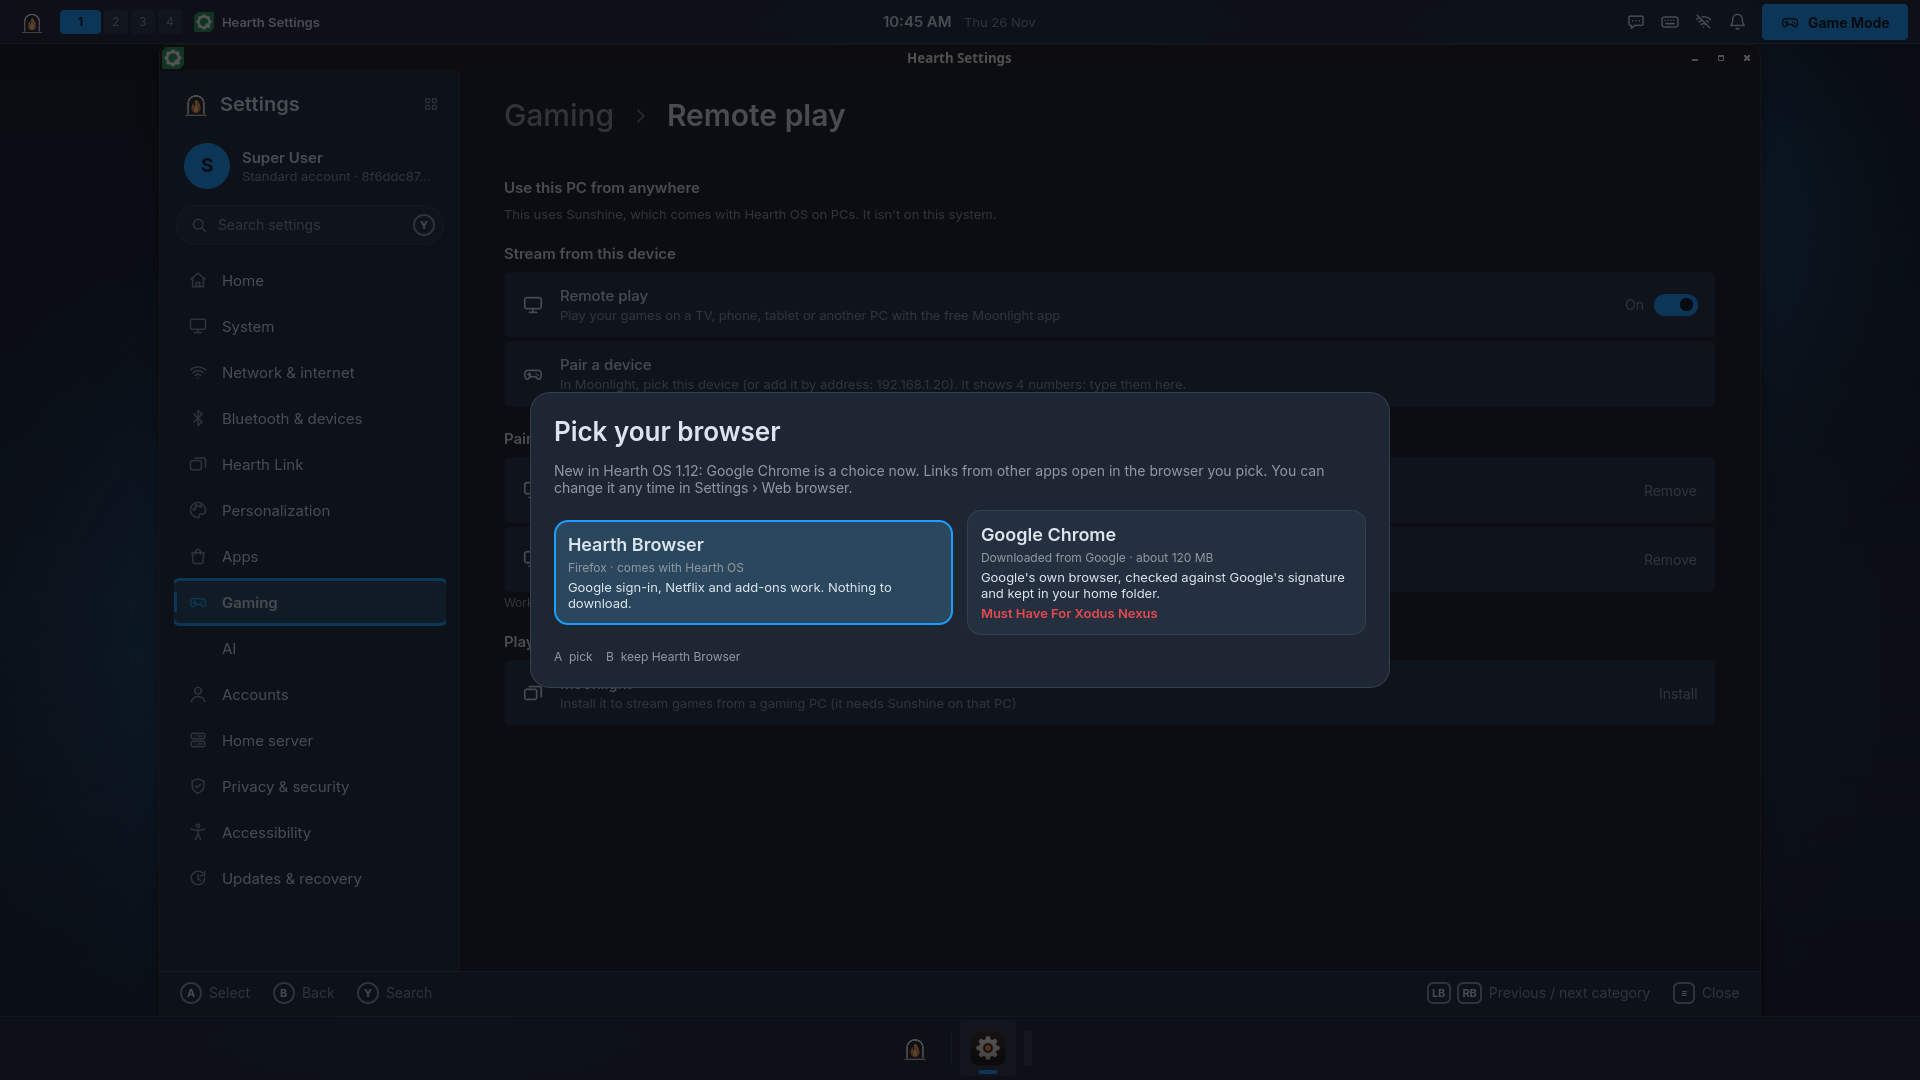 1 2 3 4 Hearth Settings
10:45 AM Thu 26 Nov
Game Mode
Hearth Settings
Settings
S
Super User
Standard account · 8f6ddc87...
Search settings Y
Home
System
Network & internet
Bluetooth & devices
Hearth Link
Personalization
Apps
Gaming
AI
Accounts
Home server
Privacy & security
Accessibility
Updates & recovery
Gaming > Remote play
Use this PC from anywhere
This uses Sunshine, which comes with Hearth OS on PCs. It isn't on this system.
Stream from this device
Remote play
Play your games on a TV, phone, tablet or another PC with the free Moonlight app
On
Pair a device
In Moonlight, pick this device (or add it by address: 192.168.1.20). It shows 4 numbers: type them here.
Pair
Remove
Remove
Work
Play
Install it to stream games from a gaming PC (it needs Sunshine on that PC)
Install
Pick your browser
New in Hearth OS 1.12: Google Chrome is a choice now. Links from other apps open in the browser you pick. You can
change it any time in Settings › Web browser.
Hearth Browser
Firefox · comes with Hearth OS
Google sign-in, Netflix and add-ons work. Nothing to
download.
Google Chrome
Downloaded from Google · about 120 MB
Google's own browser, checked against Google's signature
and kept in your home folder.
Must Have For Xodus Nexus
A pick B keep Hearth Browser
A Select B Back Y Search
LB RB Previous / next category ≡ Close